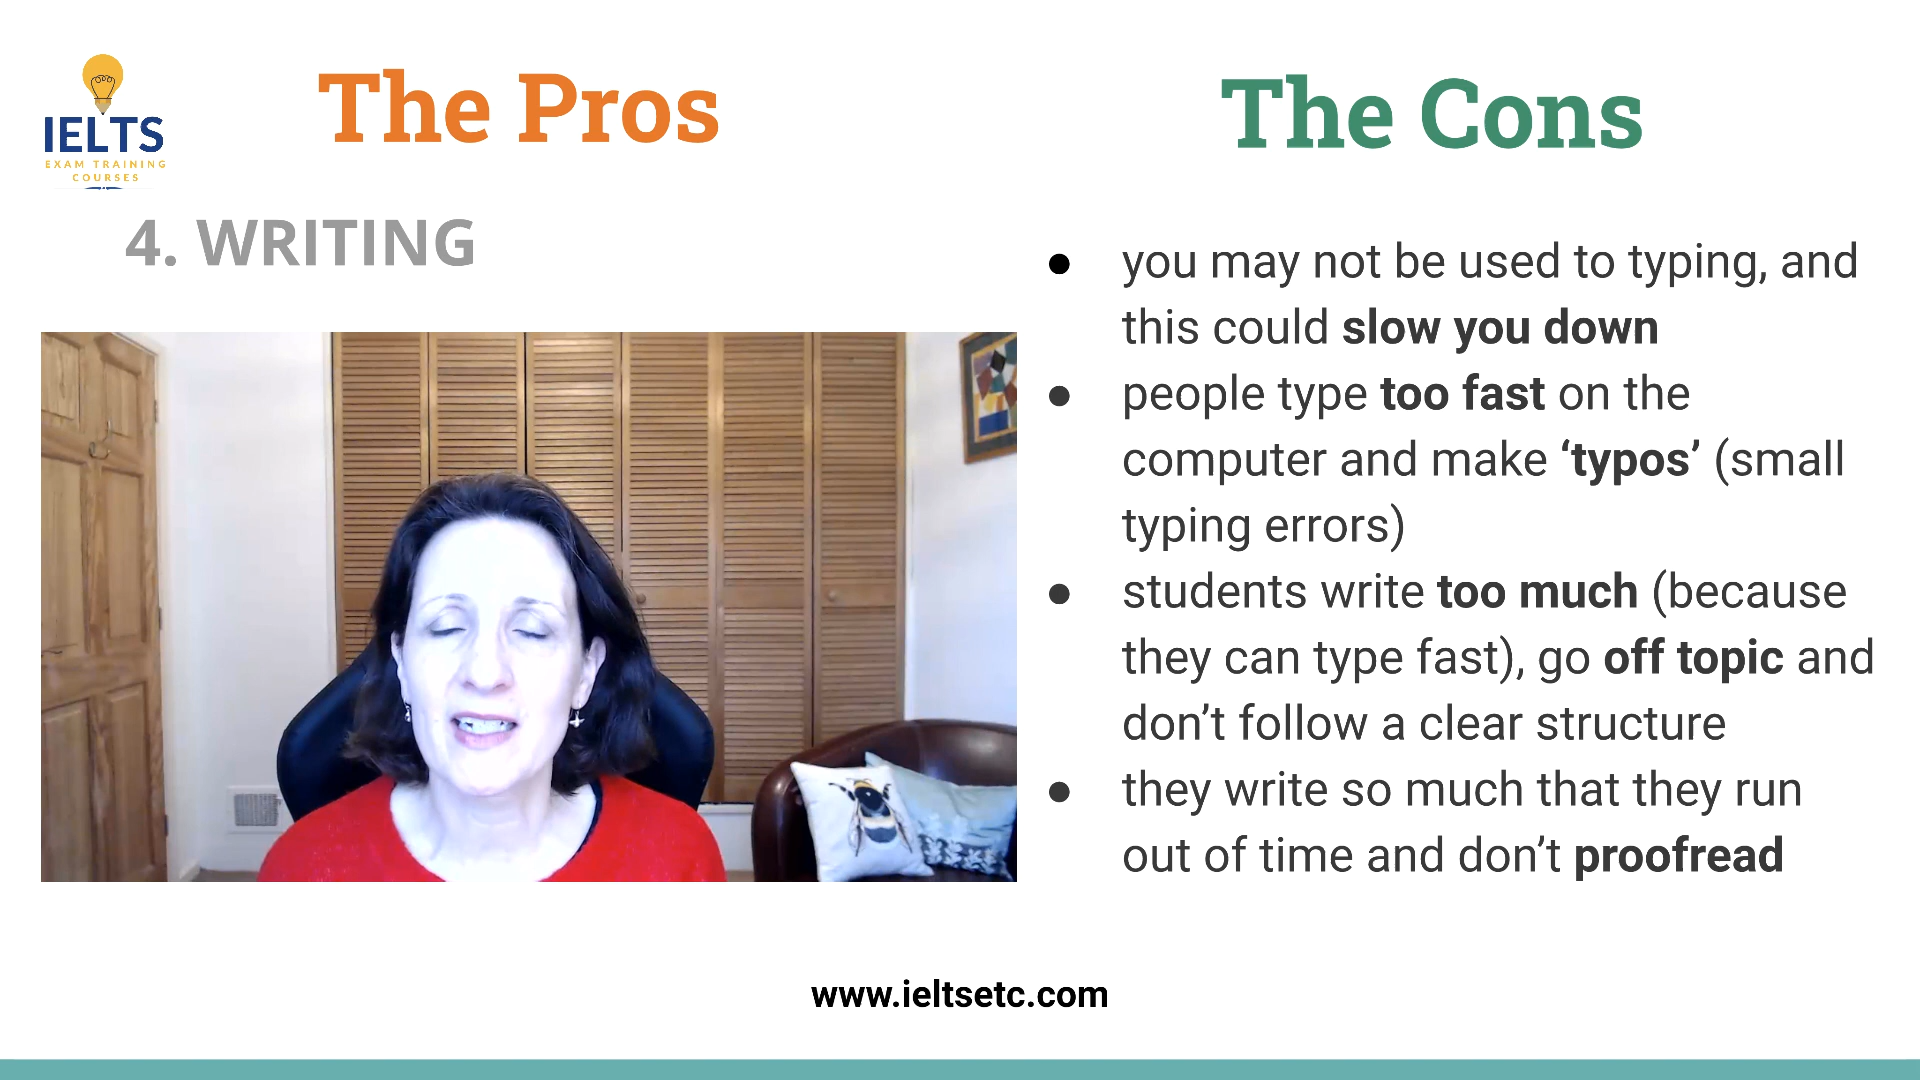 IELTS
EXAM TRAINING
COURSES
The Pros
The Cons
4. WRITING
● you may not be used to typing, and
this could slow you down
● people type too fast on the
computer and make ‘typos’ (small
typing errors)
● students write too much (because
they can type fast), go off topic and
don’t follow a clear structure
● they write so much that they run
out of time and don’t proofread
www.ieltsetc.com